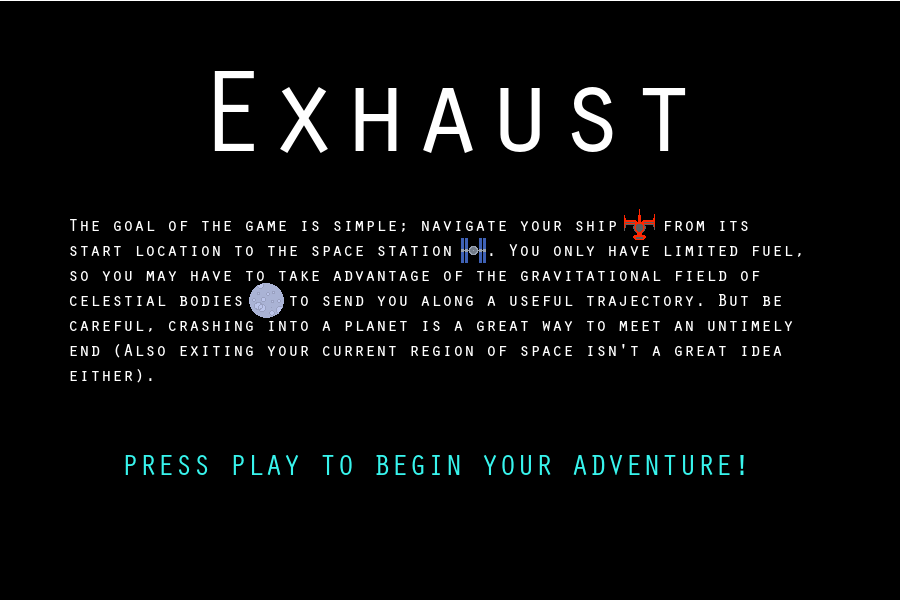 Exhaust
The goal of the game is simple; navigate your ship from its
start location to the space station . You only have limited fuel,
so you may have to take advantage of the gravitational field of
celestial bodies to send you along a useful trajectory. But be
careful, crashing into a planet is a great way to meet an untimely
end (Also exiting your current region of space isn't a great idea
either).
PRESS PLAY TO BEGIN YOUR ADVENTURE!